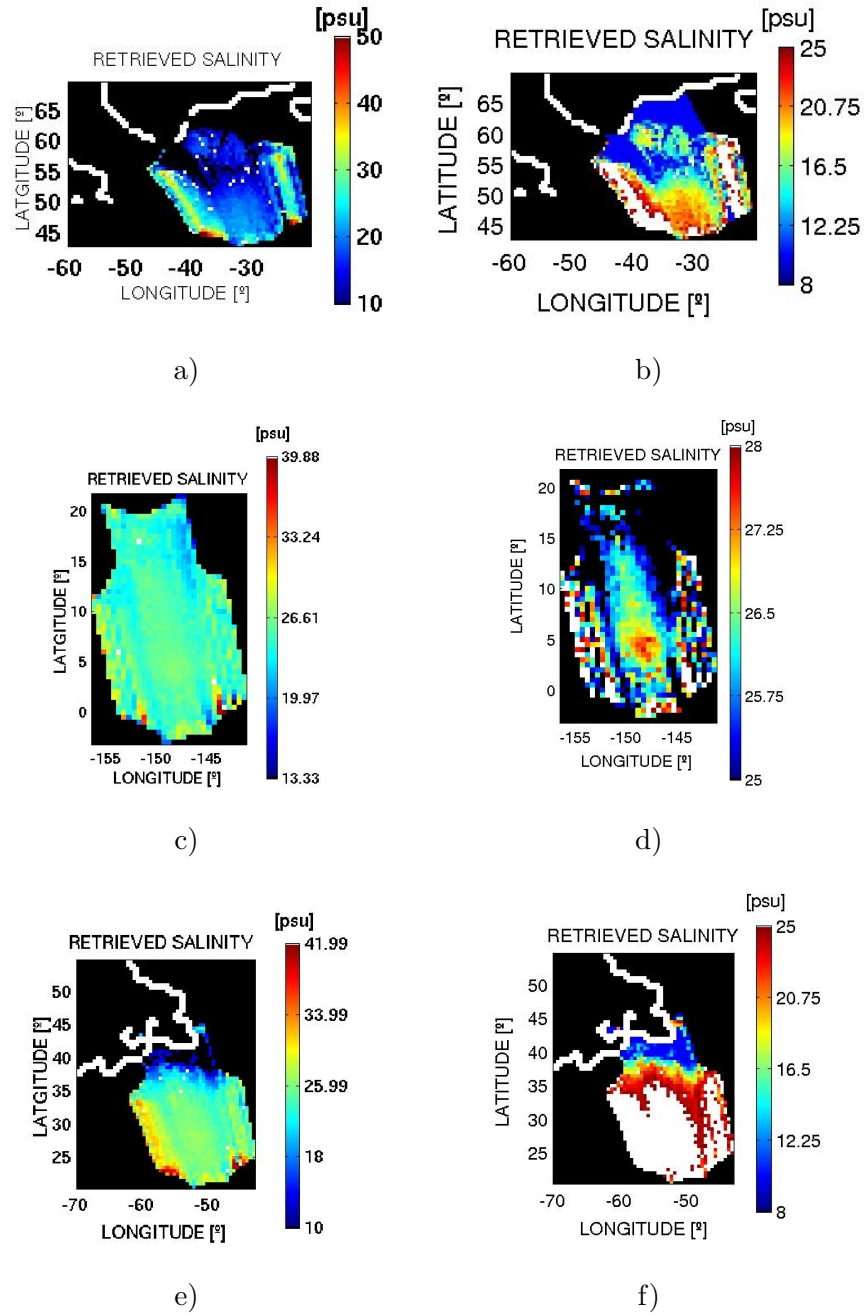 [psu]
RETRIEVED SALINITY
50
40
30
20
10
65
60
55
50
45
LATGITUDE [º]
-60 -50 -40 -30
LONGITUDE [º]
a)
[psu]
RETRIEVED SALINITY
25
20.75
16.5
12.25
8
65
60
55
50
45
LATITUDE [º]
-60 -50 -40 -30
LONGITUDE [º]
b)
[psu]
RETRIEVED SALINITY
39.88
33.24
26.61
19.97
13.33
20
15
10
5
0
LATGITUDE [º]
-155 -150 -145
LONGITUDE [º]
c)
[psu]
RETRIEVED SALINITY
28
27.25
26.5
25.75
25
20
15
10
5
0
LATITUDE [º]
-155 -150 -145
LONGITUDE [º]
d)
[psu]
RETRIEVED SALINITY
41.99
33.99
25.99
18
10
50
45
40
35
30
25
LATGITUDE [º]
-70 -60 -50
LONGITUDE [º]
e)
[psu]
RETRIEVED SALINITY
25
20.75
16.5
12.25
8
50
45
40
35
30
25
LATITUDE [º]
-70 -60 -50
LONGITUDE [º]
f)